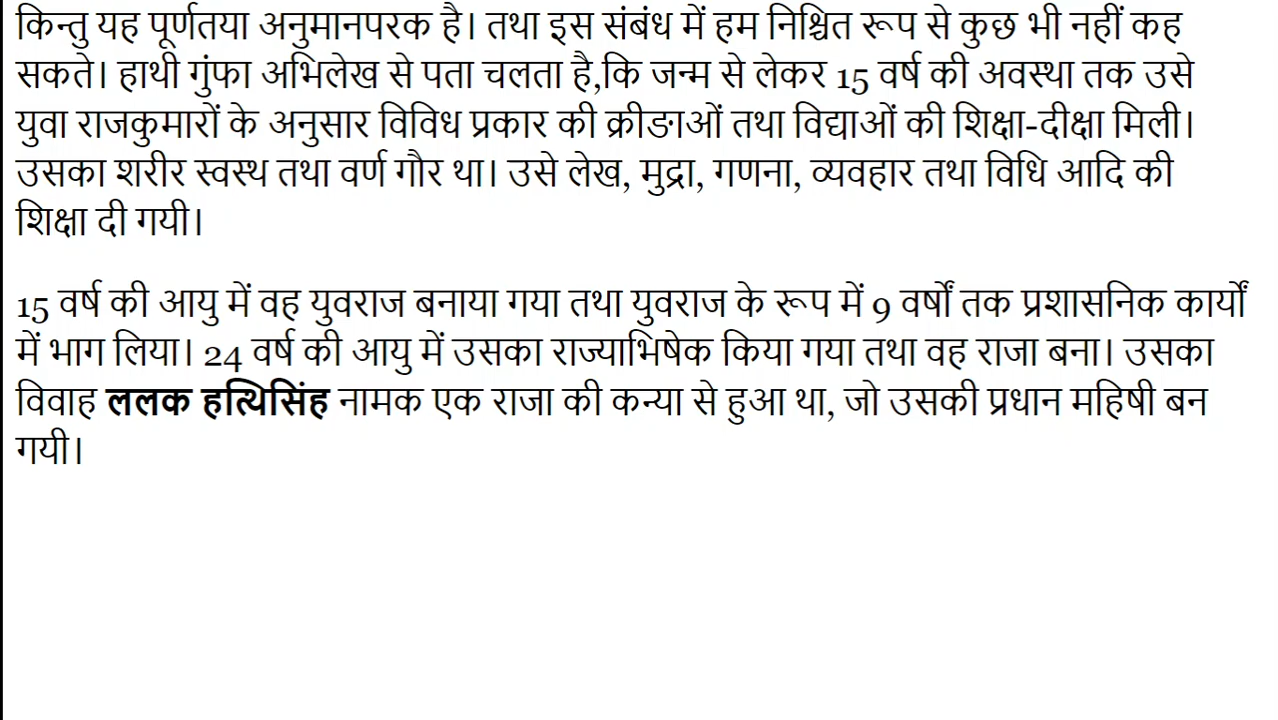 किन्तु यह पूर्णतया अनुमानपरक है। तथा इस संबंध में हम निश्चित रूप से कुछ भी नहीं कह
सकते। हाथी गुंफा अभिलेख से पता चलता है,कि जन्म से लेकर 15 वर्ष की अवस्था तक उसे
युवा राजकुमारों के अनुसार विविध प्रकार की क्रीङाओं तथा विद्याओं की शिक्षा-दीक्षा मिली।
उसका शरीर स्वस्थ तथा वर्ण गौर था। उसे लेख, मुद्रा, गणना, व्यवहार तथा विधि आदि की
शिक्षा दी गयी।
15 वर्ष की आयु में वह युवराज बनाया गया तथा युवराज के रूप में 9 वर्षों तक प्रशासनिक कार्यों
में भाग लिया। 24 वर्ष की आयु में उसका राज्याभिषेक किया गया तथा वह राजा बना। उसका
विवाह ललक हत्थिसिंह नामक एक राजा की कन्या से हुआ था, जो उसकी प्रधान महिषी बन
गयी।